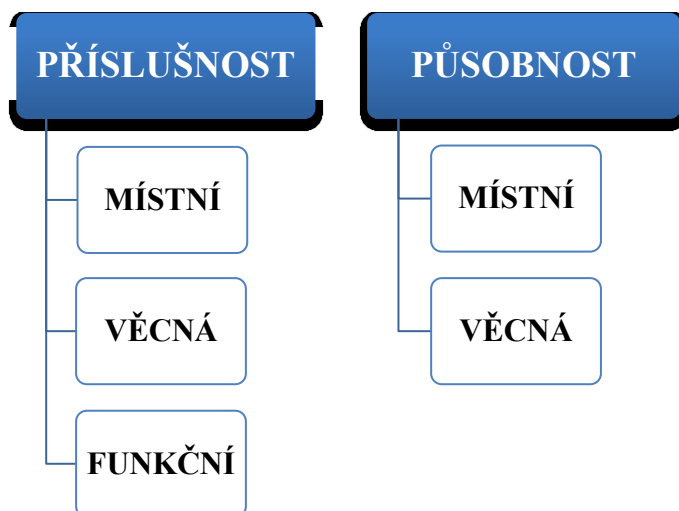 PŘÍSLUŠNOST
MÍSTNÍ
VĚCNÁ
FUNKČNÍ
PŮSOBNOST
MÍSTNÍ
VĚCNÁ